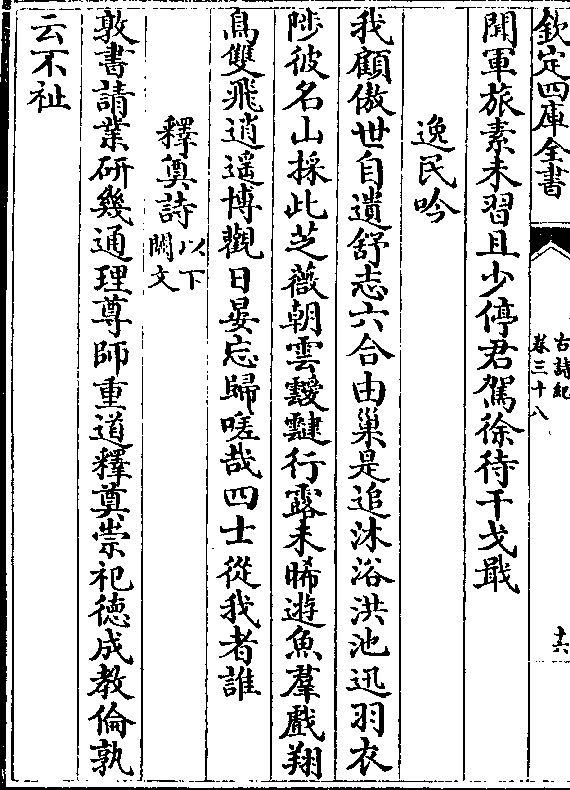 欽定四庫全書
古詩紀
卷三十八
十六
聞軍旅素未習且少停君駕徐待干戈戢
逸民吟
我顧傲世自遺舒志六合由巢是追沐浴洪池迅羽衣
陟彼名山採此芝薇朝雲靉靆行露未晞遊魚羣戲翔
鳥雙飛逍遙博觀日晏忘歸嗟哉四士從我者誰
釋奠詩以下闕文
敦書請業研幾通理尊師重道釋奠崇祀德成教倫孰
云不祉